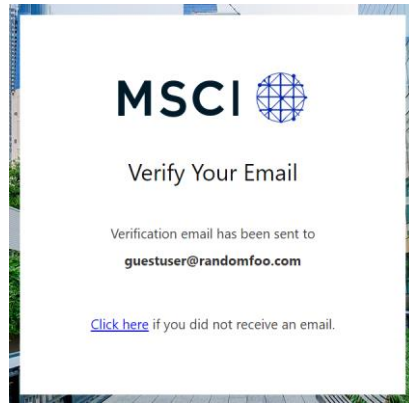 MSCI
Verify Your Email
Verification email has been sent to
guestuser@randomfoo.com
Click here if you did not receive an email.